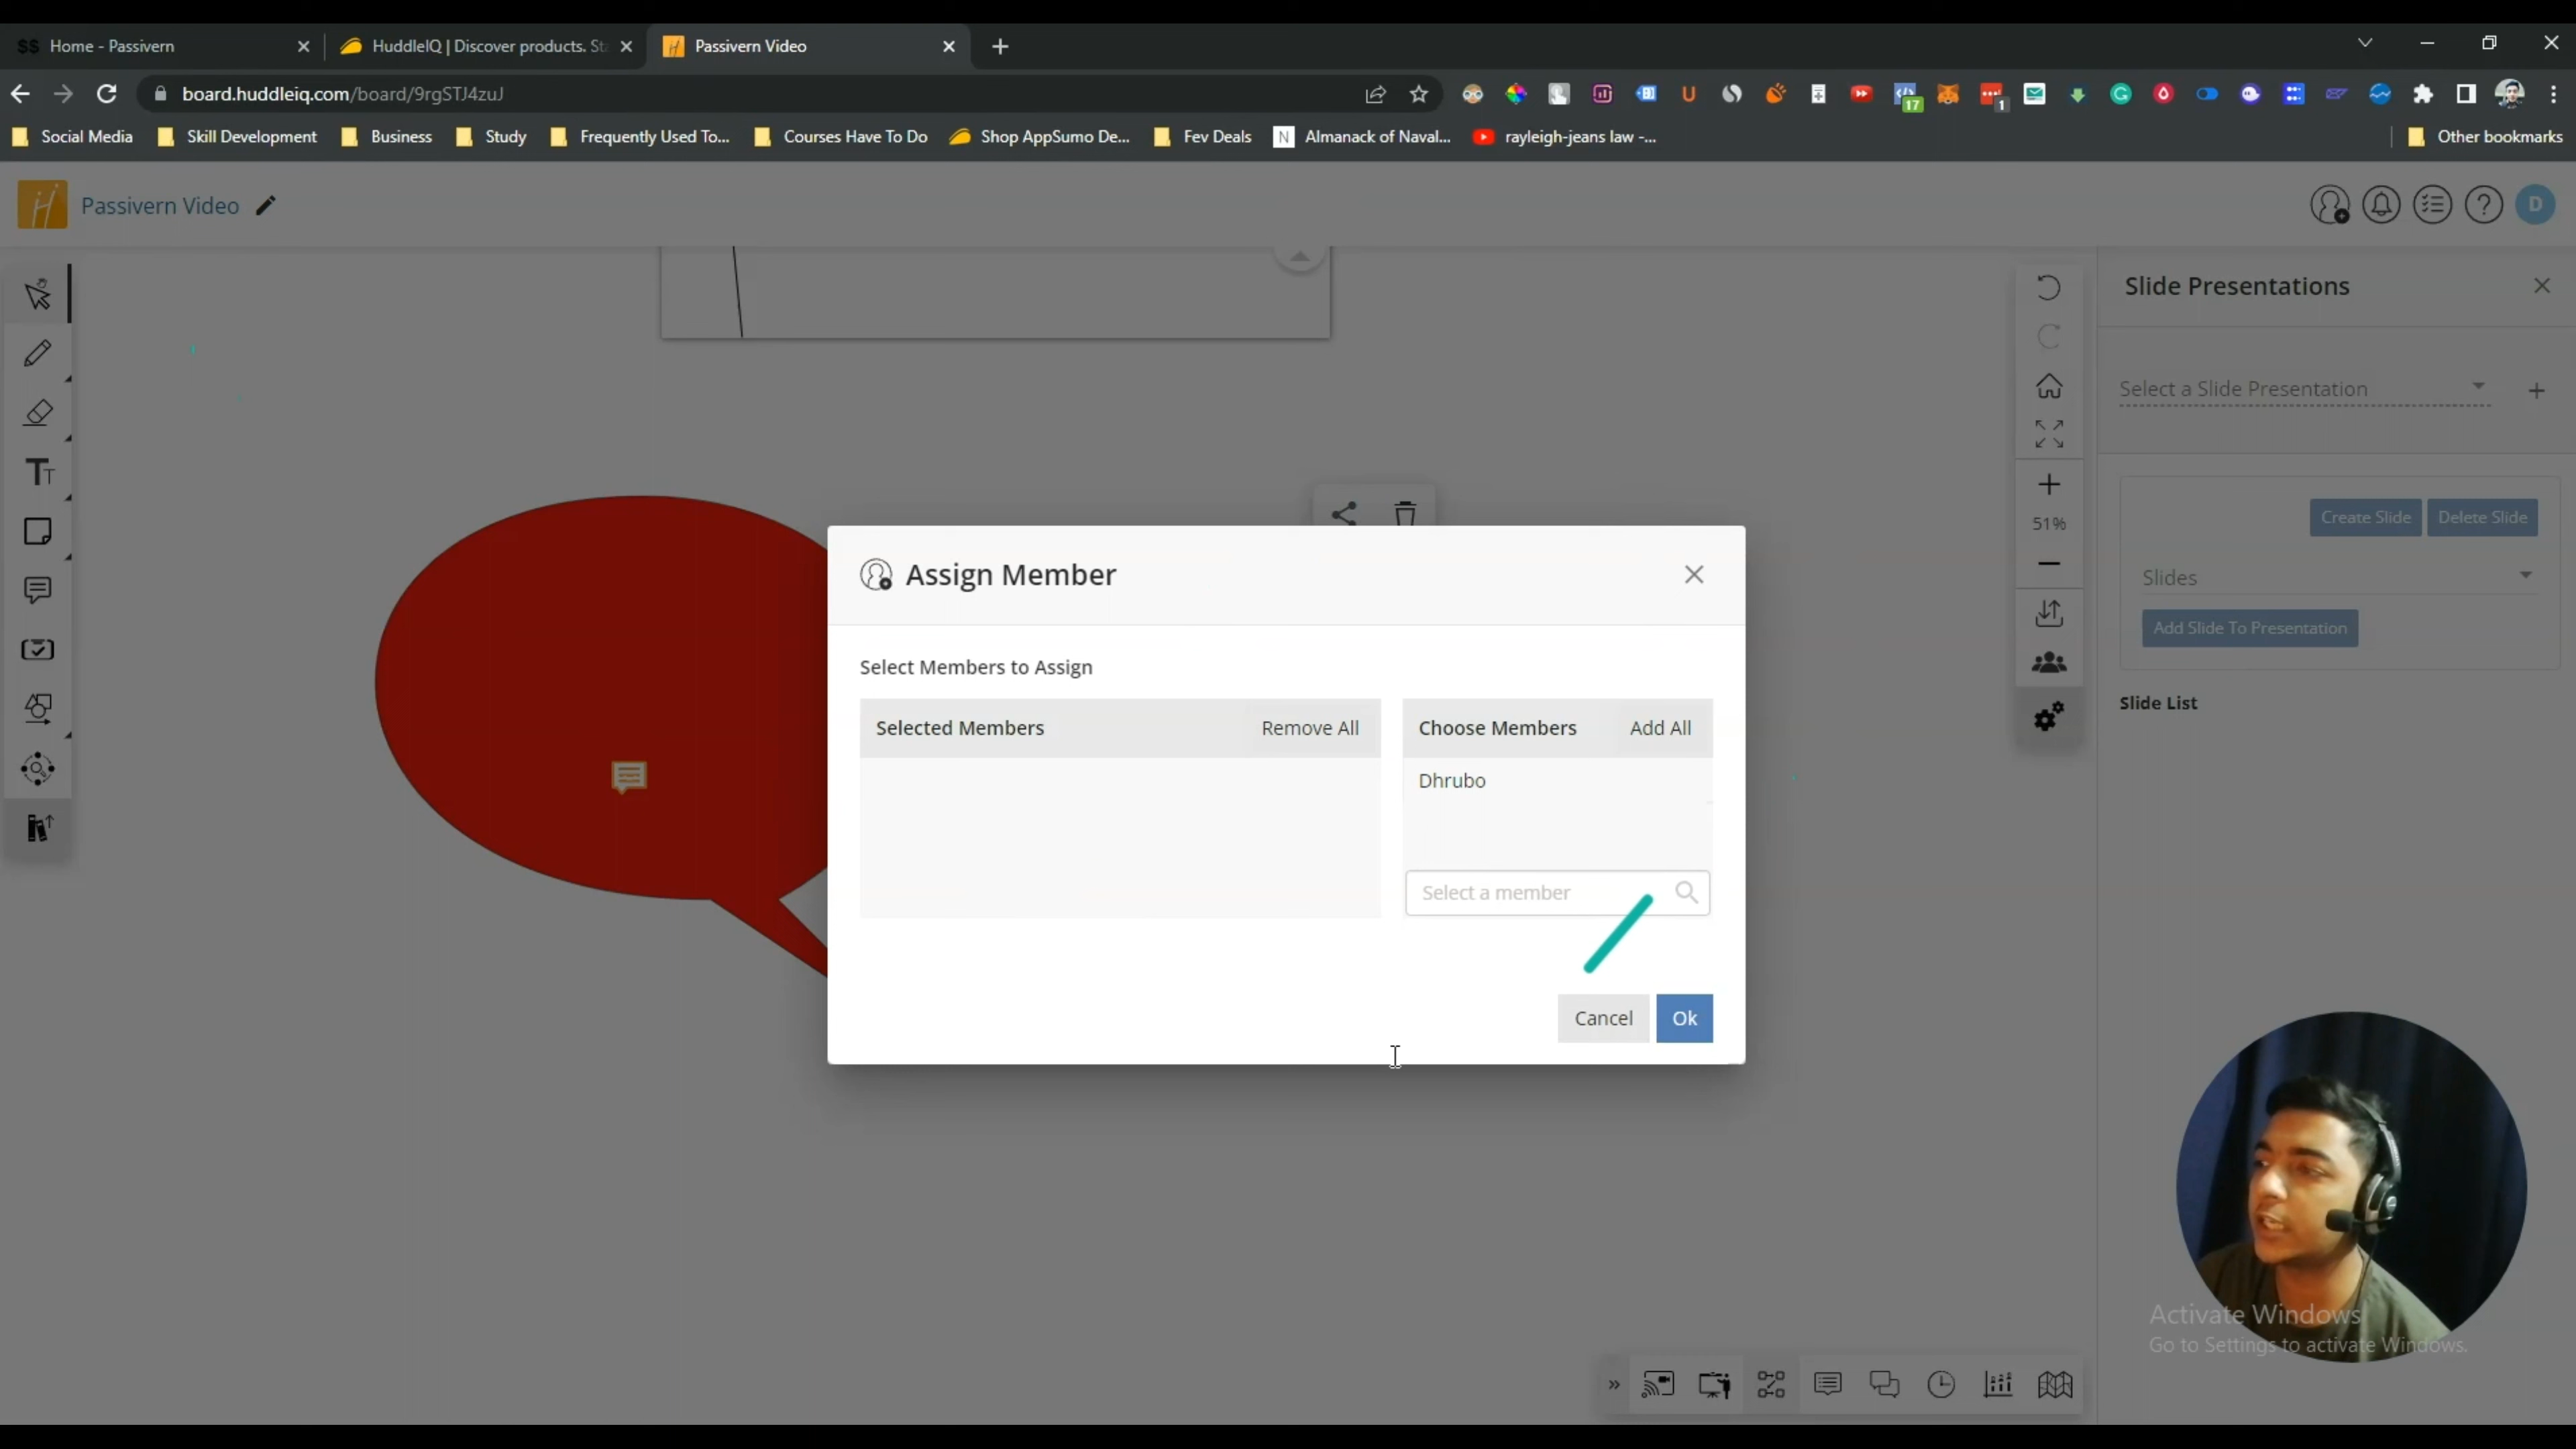 $$ Home - Passivern
HuddleIQ | Discover products. St
Passivern Video
board.huddleiq.com/board/9rgSTJ4zuJ
17
1
Social Media
Skill Development
Business
Study
Frequently Used To...
Courses Have To Do
Shop AppSumo De...
Fev Deals
N Almanack of Naval...
rayleigh-jeans law -...
Other bookmarks
Passivern Video
D
Slide Presentations
Select a Slide Presentation
51%
Create Slide
Delete Slide
Slides
Add Slide To Presentation
Slide List
Assign Member
Select Members to Assign
Selected Members
Remove All
Choose Members
Add All
Dhrubo
Select a member
Cancel
Ok
Activate Windows
Go to Settings to activate Windows.